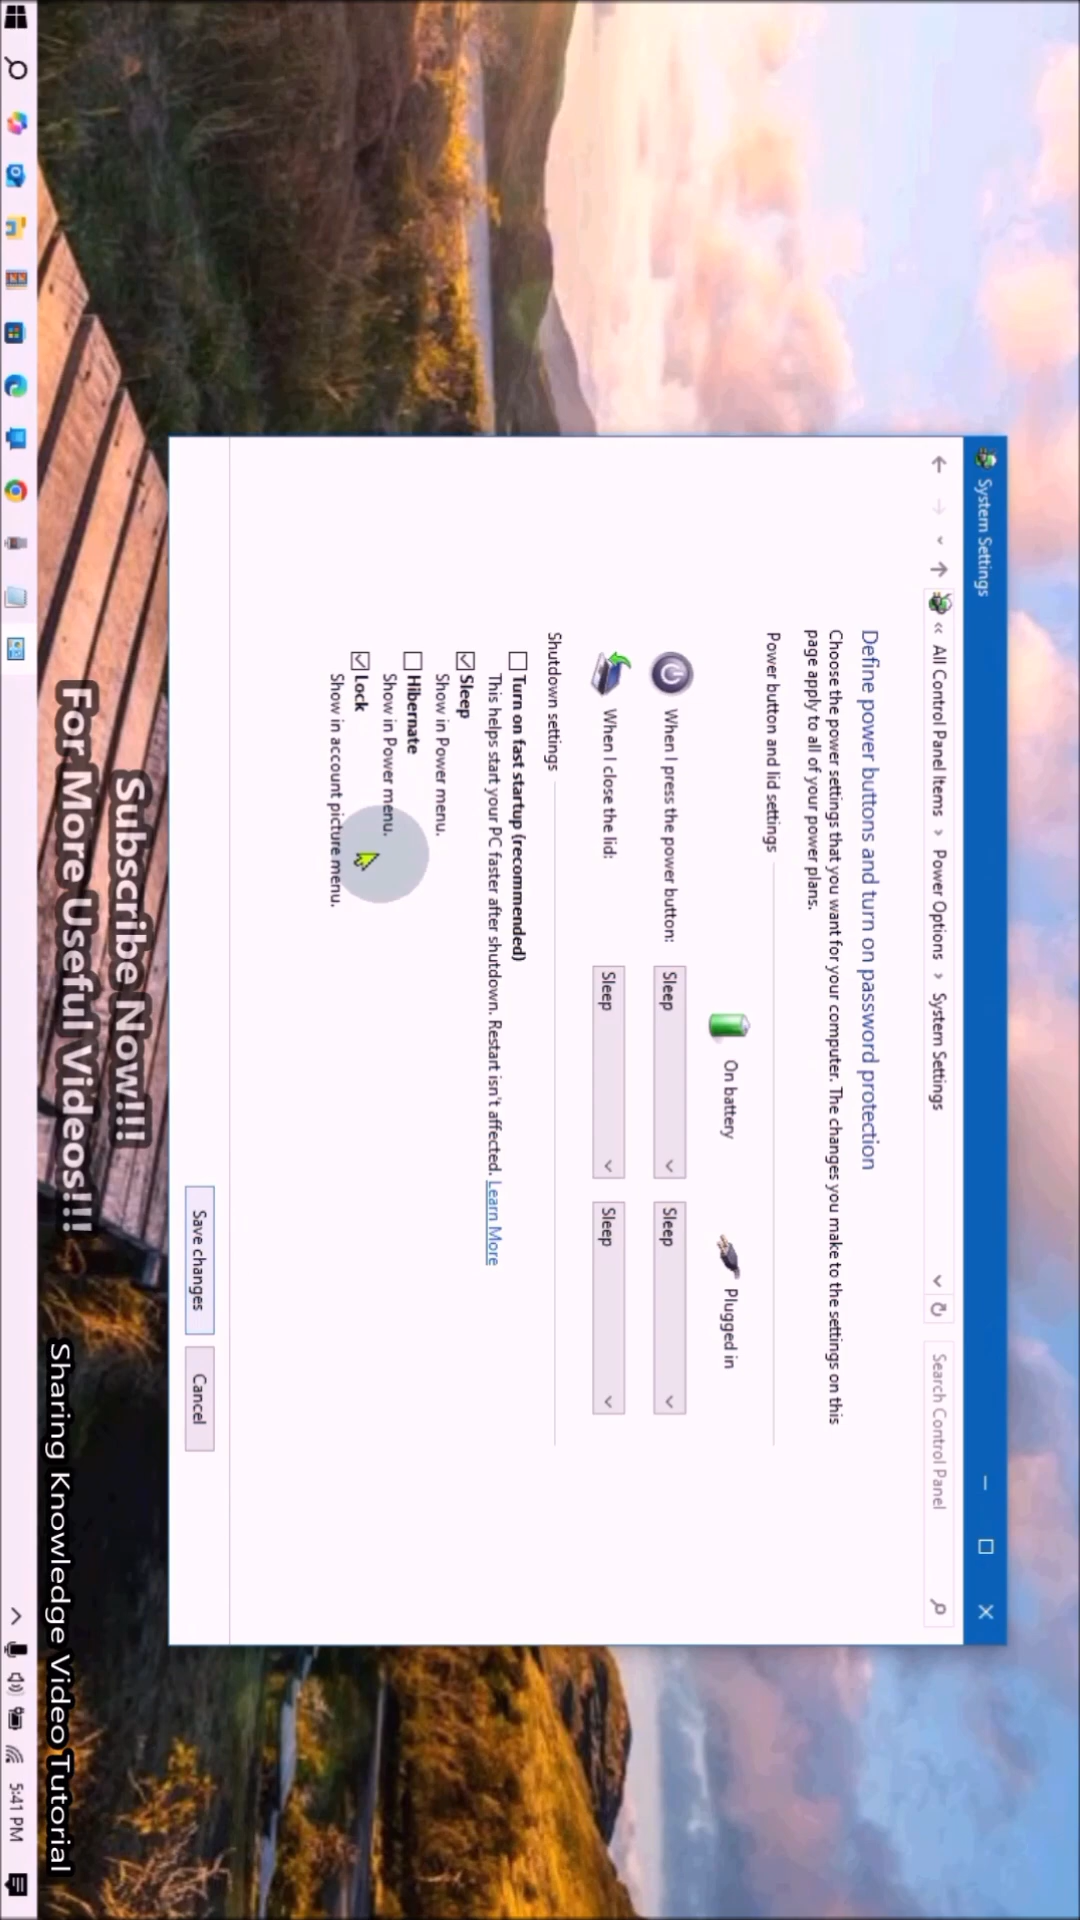 System Settings
« All Control Panel Items › Power Options › System Settings
Search Control Panel
Define power buttons and turn on password protection
Choose the power settings that you want for your computer. The changes you make to the settings on this
page apply to all of your power plans.
Power button and lid settings
On battery
Plugged in
When I press the power button:
Sleep
Sleep
When I close the lid:
Sleep
Sleep
Shutdown settings
Turn on fast startup (recommended)
This helps start your PC faster after shutdown. Restart isn't affected. Learn More
Sleep
Show in Power menu.
Hibernate
Show in Power menu.
Lock
Show in account picture menu.
Save changes
Cancel
Subscribe Now!!!
For More Useful Videos!!!
Sharing Knowledge Video Tutorial
5:41 PM